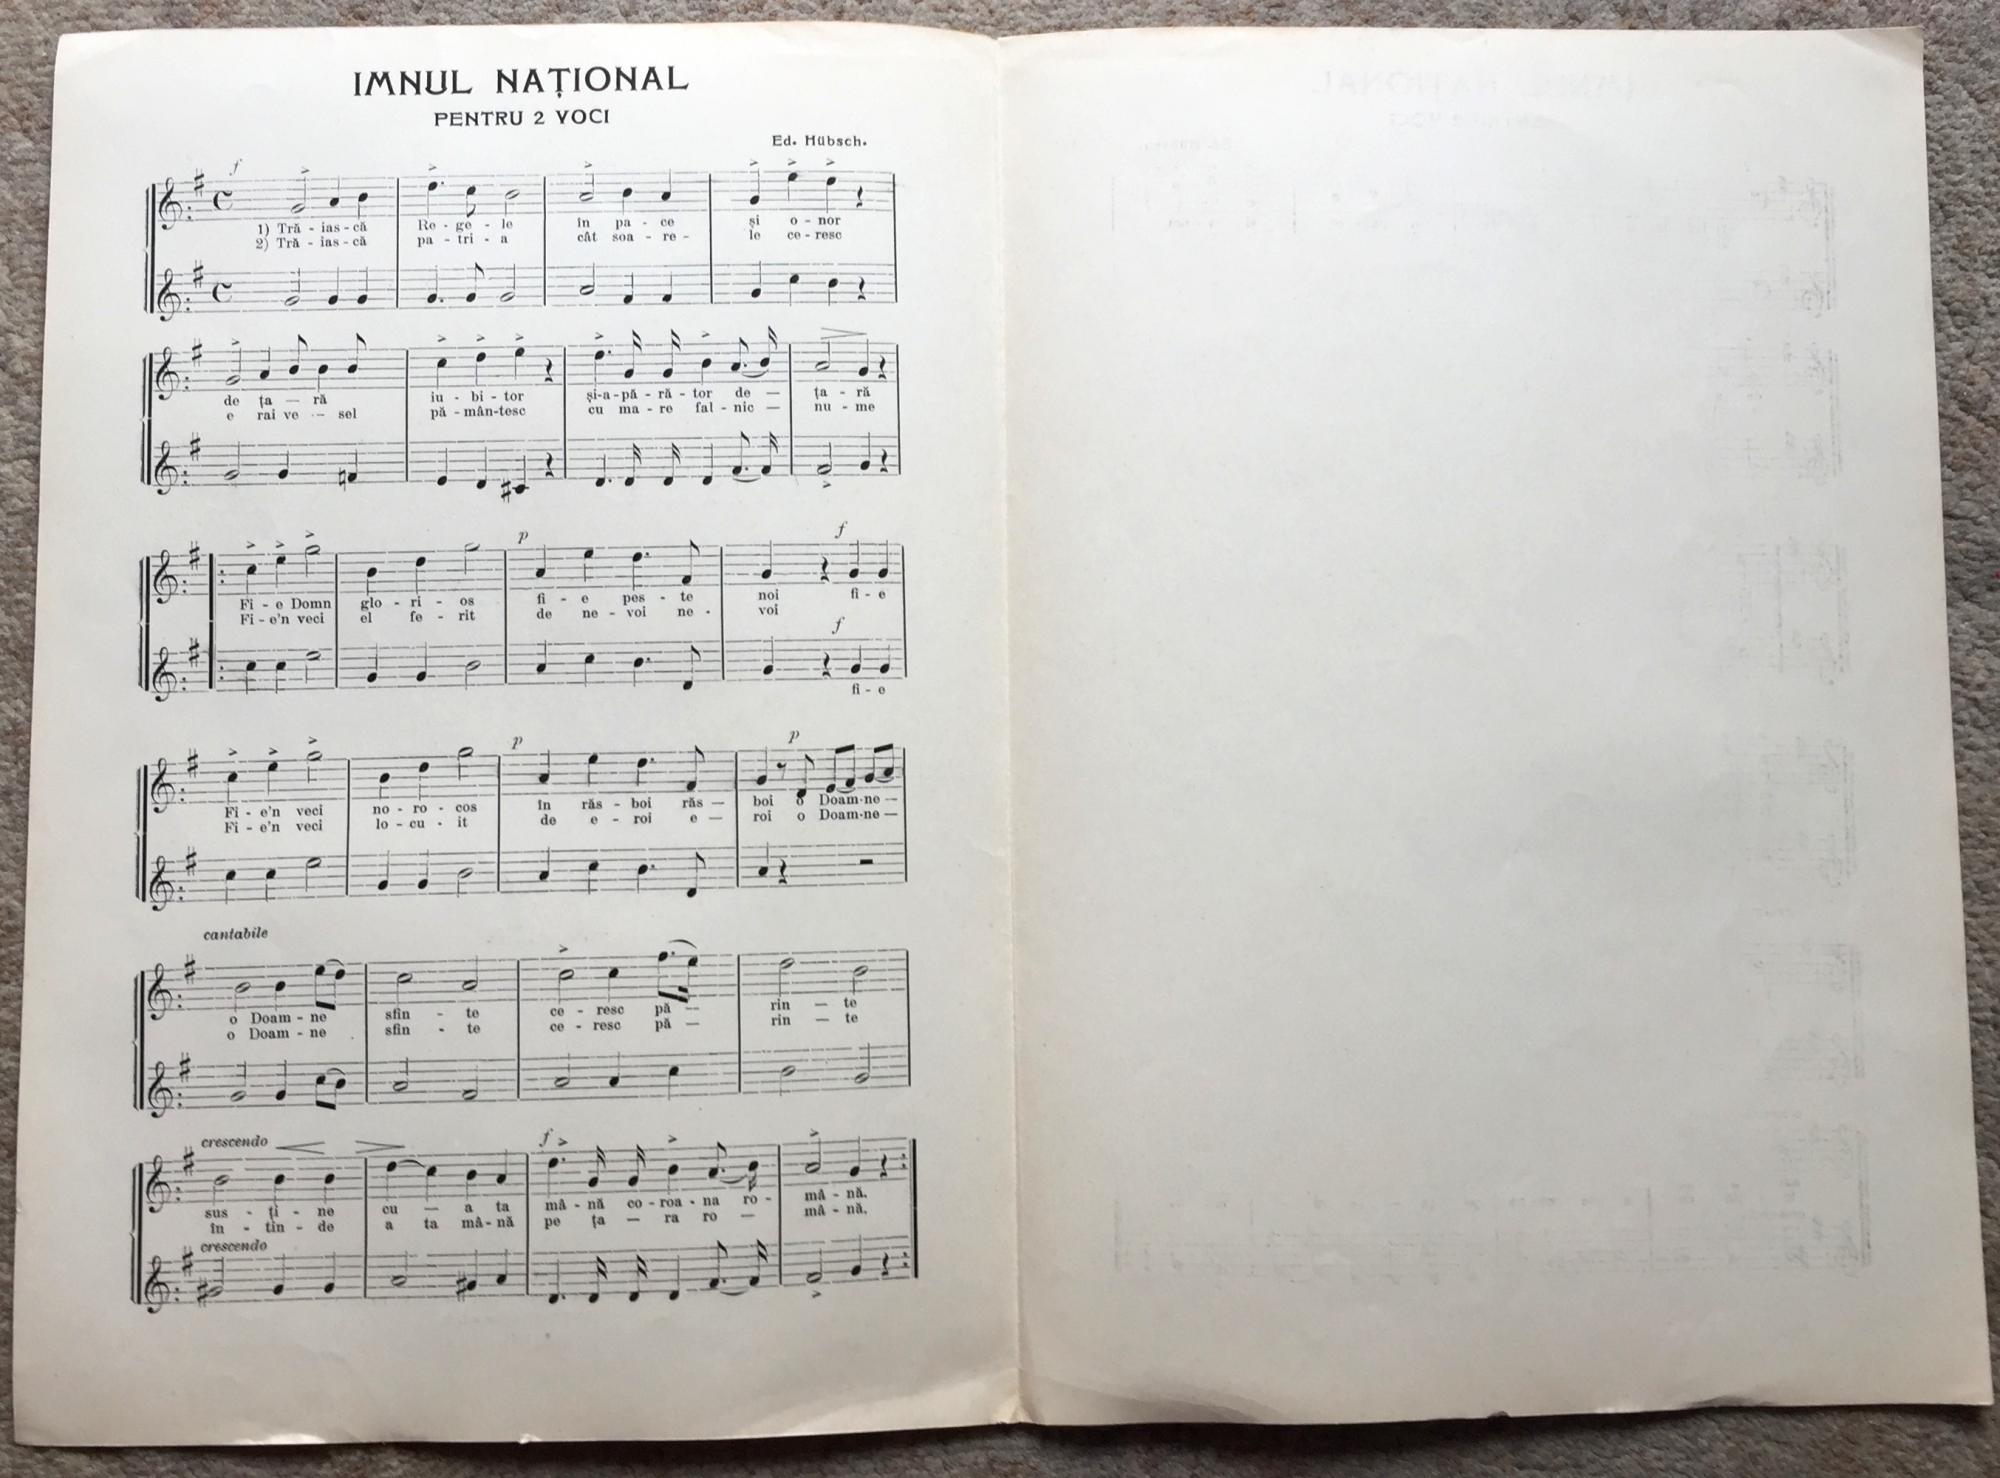 IMNUL NAȚIONAL
PENTRU 2 VOCI
Ed. Hübsch.
f
1) Tră - ias - că Re - ge - le în pa - ce și o - nor
2) Tră - ias - că pa - tri - a cât soa - re - le ce - resc
de ța — ră iu - bi - tor și-a-pă - ră - tor de — ța - ră
e rai ve - sel pă - mân-tesc cu ma - re fal - nic — nu - me
p f
Fi - e Domn glo - ri - os fi - e pes - te noi fi - e
Fi - e'n veci el fe - rit de ne - voi ne - voi
f
fi - e
p p
Fi - e'n veci no - ro - cos în răs - boi răs — boi o Doam-ne —
Fi - e'n veci lo - cu - it de e - roi e — roi o Doam-ne —
cantabile
o Doam - ne sfin - te ce - resc pă — rin — te
o Doam - ne sfin - te ce - resc pă — rin — te
crescendo f
sus - ți - ne cu — a ta mâ - nă co - roa - na ro - mâ - nă.
în - tin - de a ta mâ - nă pe ța — ra ro — mâ - nă.
crescendo